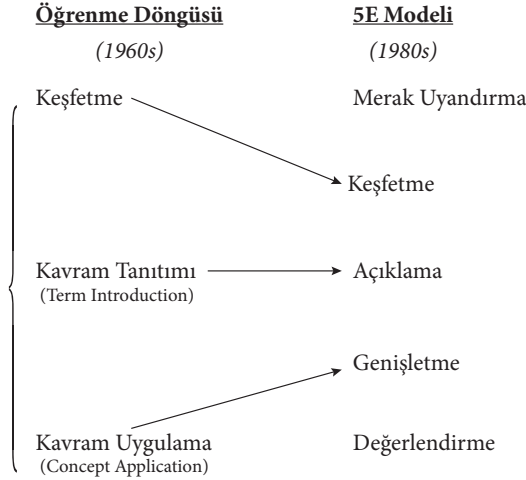 Öğrenme Döngüsü
(1960s)
Keşfetme
Kavram Tanıtımı
(Term Introduction)
Kavram Uygulama
(Concept Application)
5E Modeli
(1980s)
Merak Uyandırma
Keşfetme
Açıklama
Genişletme
Değerlendirme